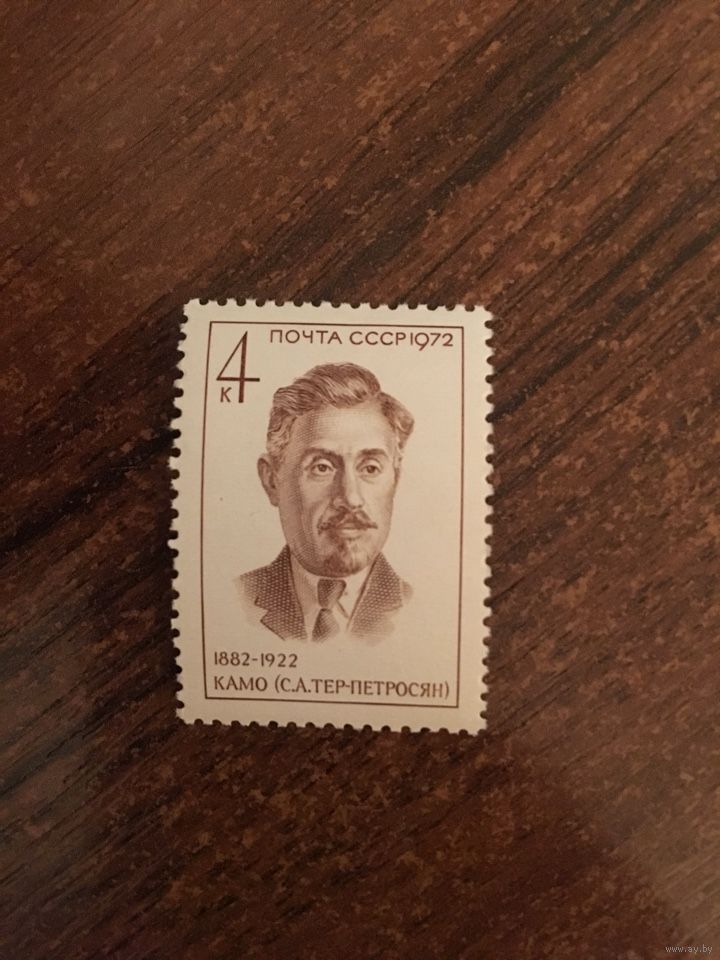 ПОЧТА СССР 1972
4
К
1882-1922
КАМО (С.А.ТЕР-ПЕТРОСЯН)
www.ay.by